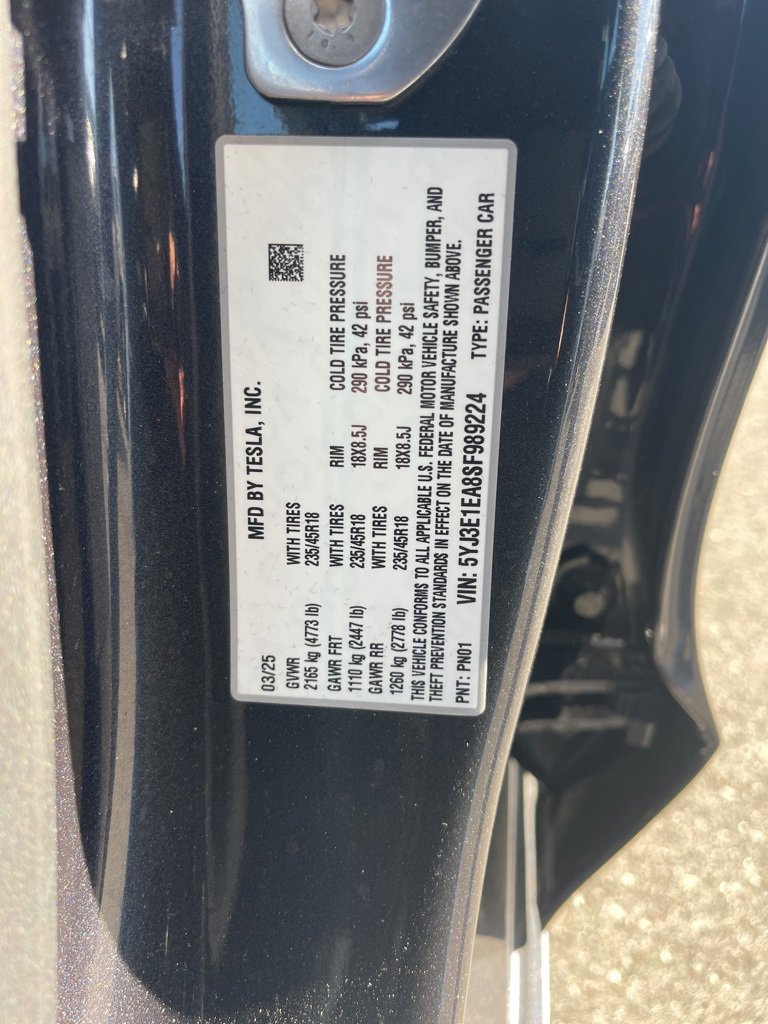 MFD BY TESLA, INC.
03/25
GVWR WITH TIRES RIM COLD TIRE PRESSURE
2165 kg (4773 lb) 235/45R18 18X8.5J 290 kPa, 42 psi
GAWR FRT WITH TIRES RIM COLD TIRE PRESSURE
1110 kg (2447 lb) 235/45R18 18X8.5J 290 kPa, 42 psi
GAWR RR WITH TIRES
1260 kg (2778 lb) 235/45R18
THIS VEHICLE CONFORMS TO ALL APPLICABLE U.S. FEDERAL MOTOR VEHICLE SAFETY, BUMPER, AND
THEFT PREVENTION STANDARDS IN EFFECT ON THE DATE OF MANUFACTURE SHOWN ABOVE.
PNT: PN01 VIN: 5YJ3E1EA8SF989224 TYPE: PASSENGER CAR